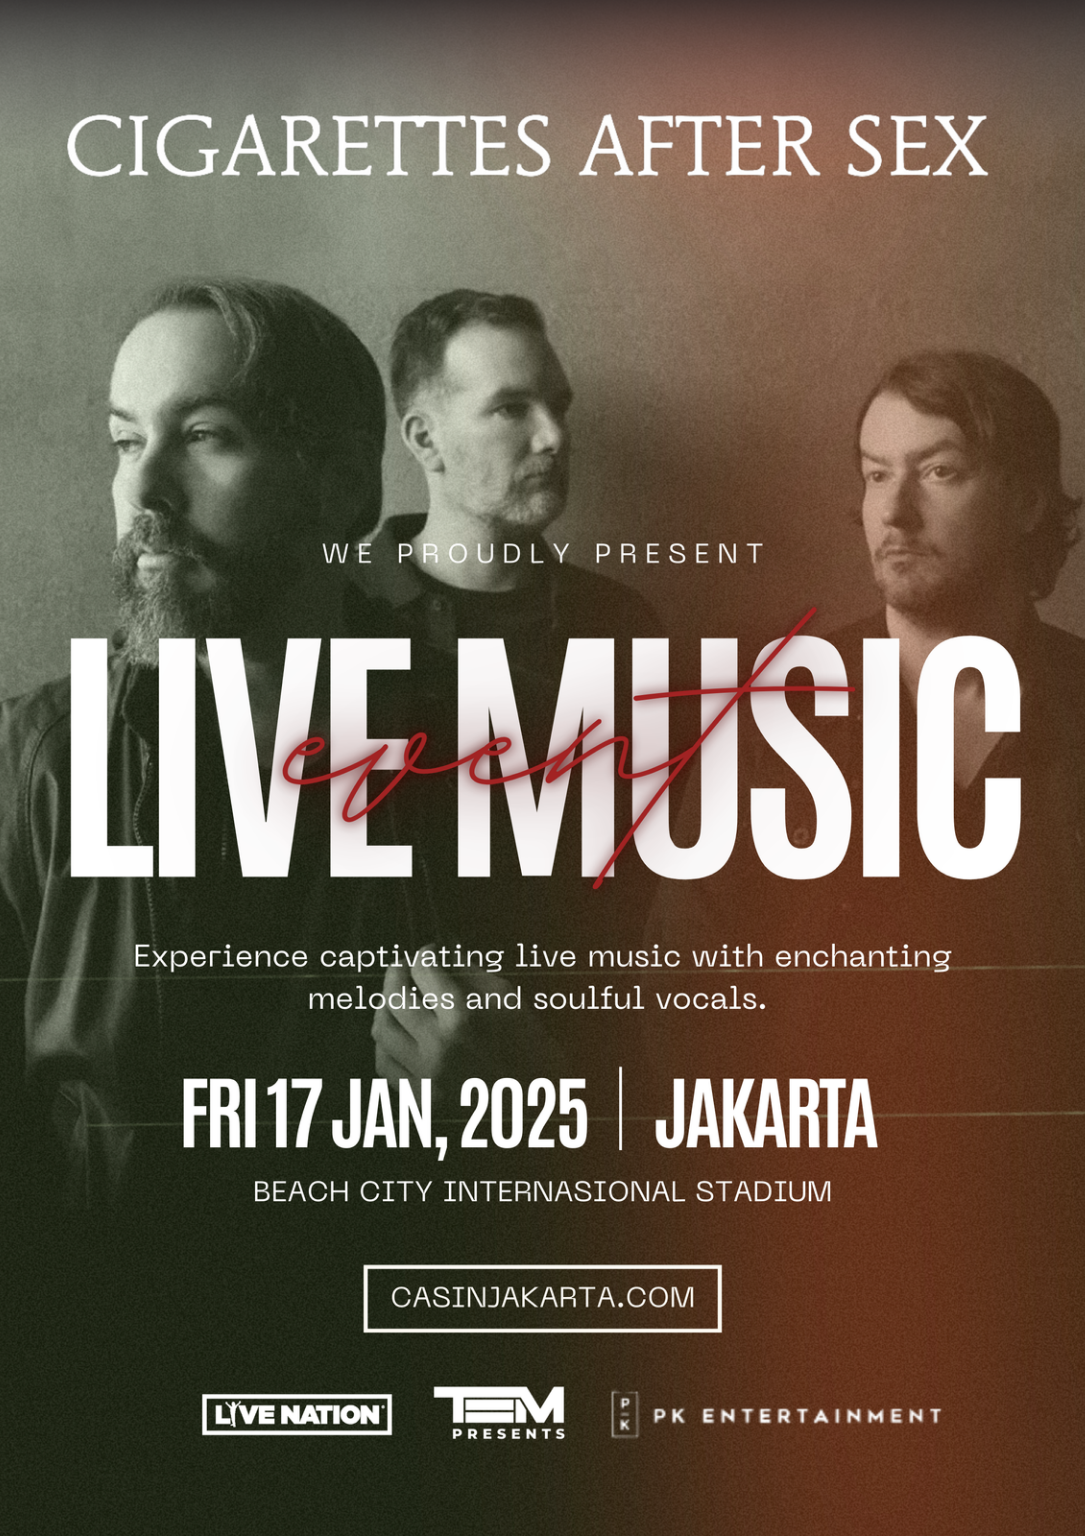 CIGARETTES AFTER SEX
WE PROUDLY PRESENT
LIVE MUSIC
event
Experience captivating live music with enchanting
melodies and soulful vocals.
FRI 17 JAN, 2025 | JAKARTA
BEACH CITY INTERNASIONAL STADIUM
CASINJAKARTA.COM
LIVE NATION TEM PRESENTS PK PK ENTERTAINMENT